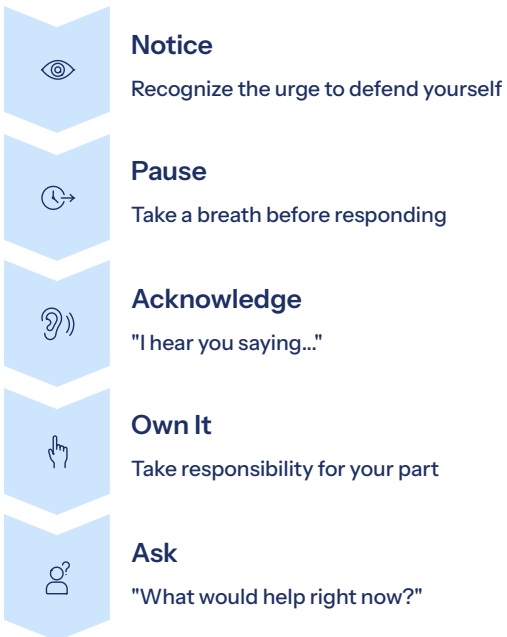 Notice
Recognize the urge to defend yourself
Pause
Take a breath before responding
Acknowledge
"I hear you saying..."
Own It
Take responsibility for your part
Ask
"What would help right now?"